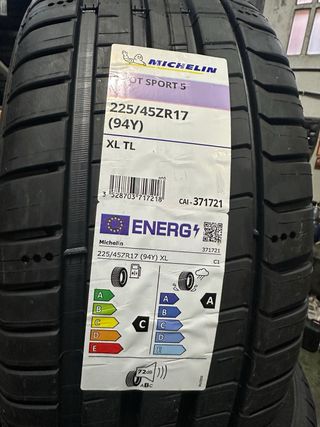 MICHELIN
OT SPORT 5
225/45ZR17
(94Y)
XL TL
3 528703 717218
CAI - 371721
ENERG
Michelin
371721
225/45ZR17 (94Y) XL
C1
A
B
C
D
E
C
A
B
C
D
E
A
72dB
ABC